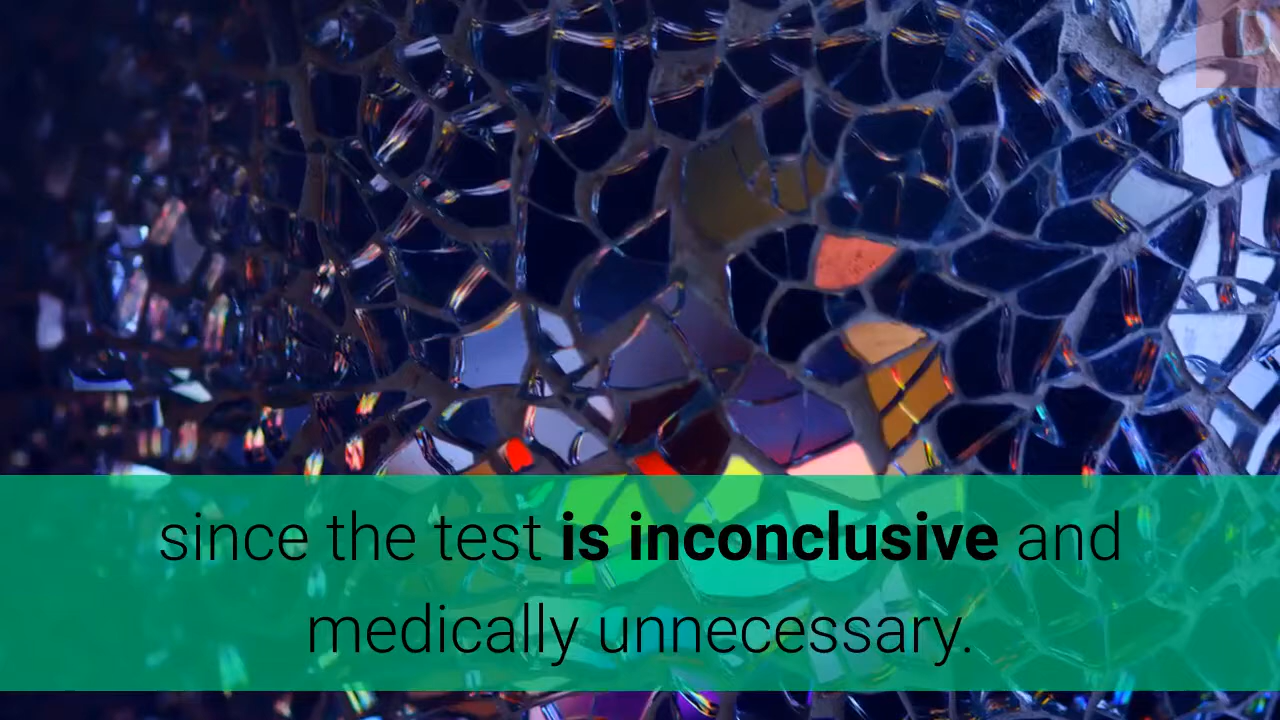 D
since the test is inconclusive and
medically unnecessary.